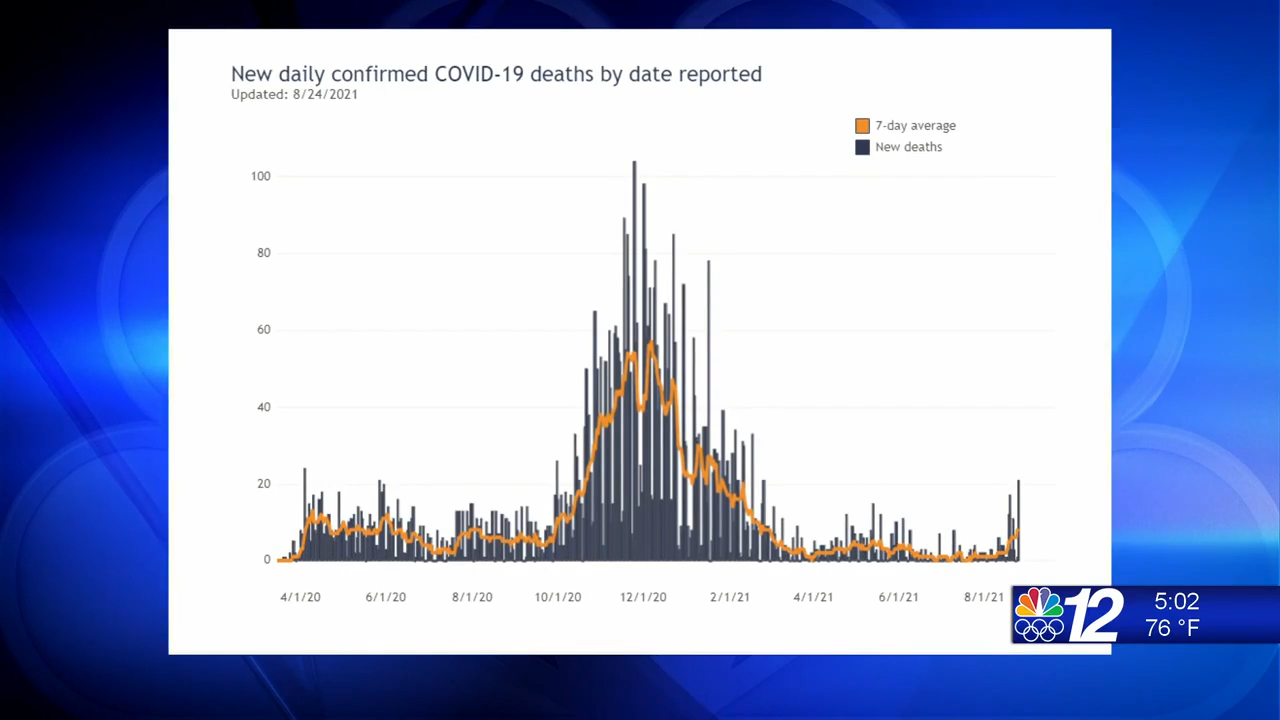 New daily confirmed COVID-19 deaths by date reported
Updated: 8/24/2021
7-day average
New deaths
100
80
60
40
20
0
4/1/20 6/1/20 8/1/20 10/1/20 12/1/20 2/1/21 4/1/21 6/1/21 8/1/21
12
5:02
76 °F